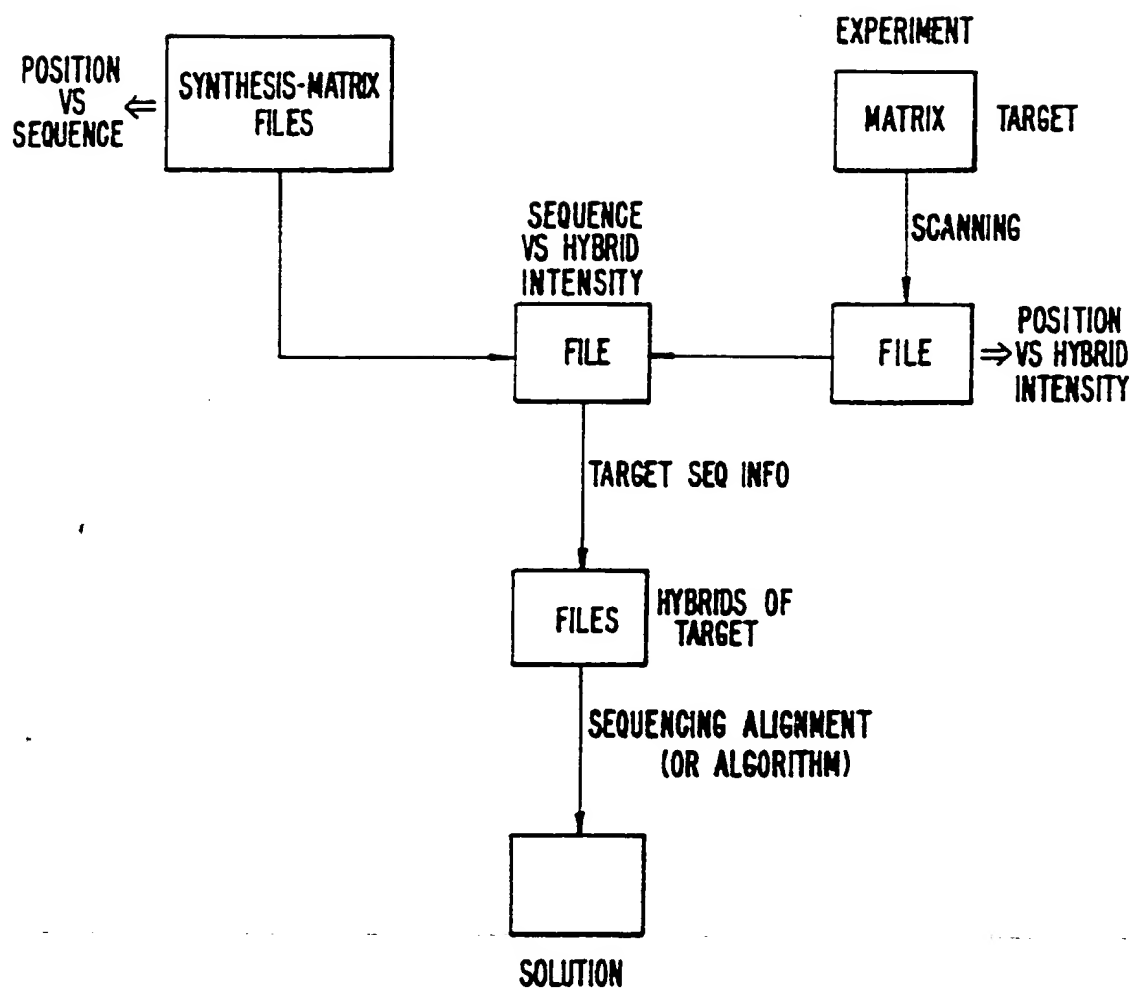 EXPERIMENT
POSITION
VS
SEQUENCE
⇐
SYNTHESIS-MATRIX
FILES
MATRIX
TARGET
SCANNING
SEQUENCE
VS HYBRID
INTENSITY
FILE
FILE
⇒
POSITION
VS HYBRID
INTENSITY
TARGET SEQ INFO
FILES
HYBRIDS OF
TARGET
SEQUENCING ALIGNMENT
(OR ALGORITHM)
SOLUTION